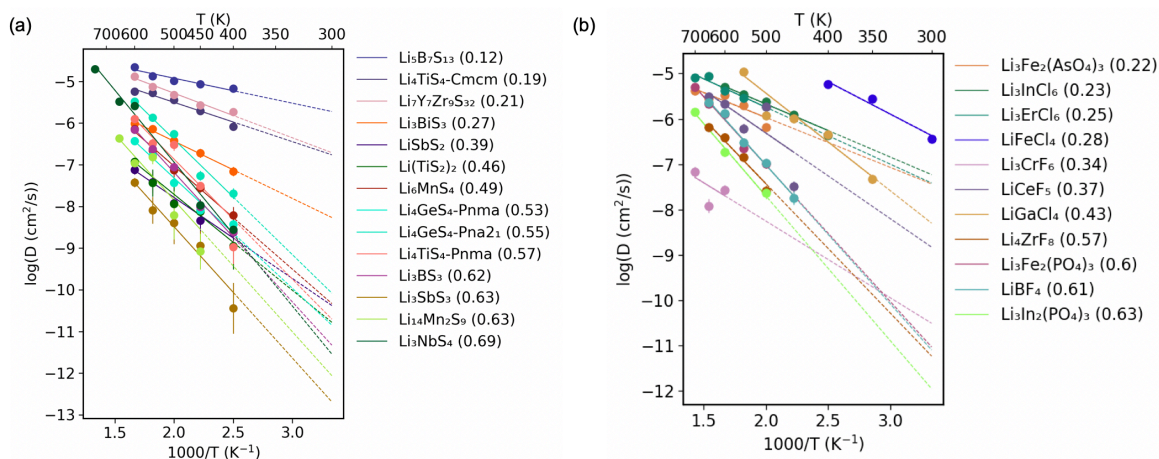 (a)
T (K)
700 600 500 450 400 350 300
log(D (cm²/s))
−5
−6
−7
−8
−9
−10
−11
−12
−13
1.5 2.0 2.5 3.0
1000/T (K⁻¹)
Li₅B₇S₁₃ (0.12)
Li₄TiS₄-Cmcm (0.19)
Li₇Y₇Zr₉S₃₂ (0.21)
Li₃BiS₃ (0.27)
LiSbS₂ (0.39)
Li(TiS₂)₂ (0.46)
Li₆MnS₄ (0.49)
Li₄GeS₄-Pnma (0.53)
Li₄GeS₄-Pna2₁ (0.55)
Li₄TiS₄-Pnma (0.57)
Li₃BS₃ (0.62)
Li₃SbS₃ (0.63)
Li₁₄Mn₂S₉ (0.63)
Li₃NbS₄ (0.69)
(b)
T (K)
700 600 500 400 350 300
log(D (cm²/s))
−5
−6
−7
−8
−9
−10
−11
−12
1.5 2.0 2.5 3.0
1000/T (K⁻¹)
Li₃Fe₂(AsO₄)₃ (0.22)
Li₃InCl₆ (0.23)
Li₃ErCl₆ (0.25)
LiFeCl₄ (0.28)
Li₃CrF₆ (0.34)
LiCeF₅ (0.37)
LiGaCl₄ (0.43)
Li₄ZrF₈ (0.57)
Li₃Fe₂(PO₄)₃ (0.6)
LiBF₄ (0.61)
Li₃In₂(PO₄)₃ (0.63)